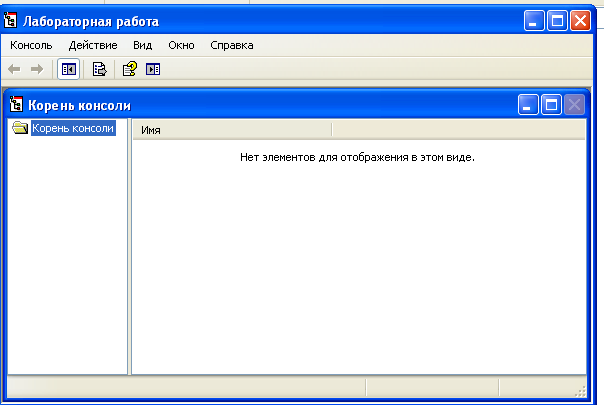 Лабораторная работа
Консоль Действие Вид Окно Справка
Корень консоли
Корень консоли
Имя
Нет элементов для отображения в этом виде.